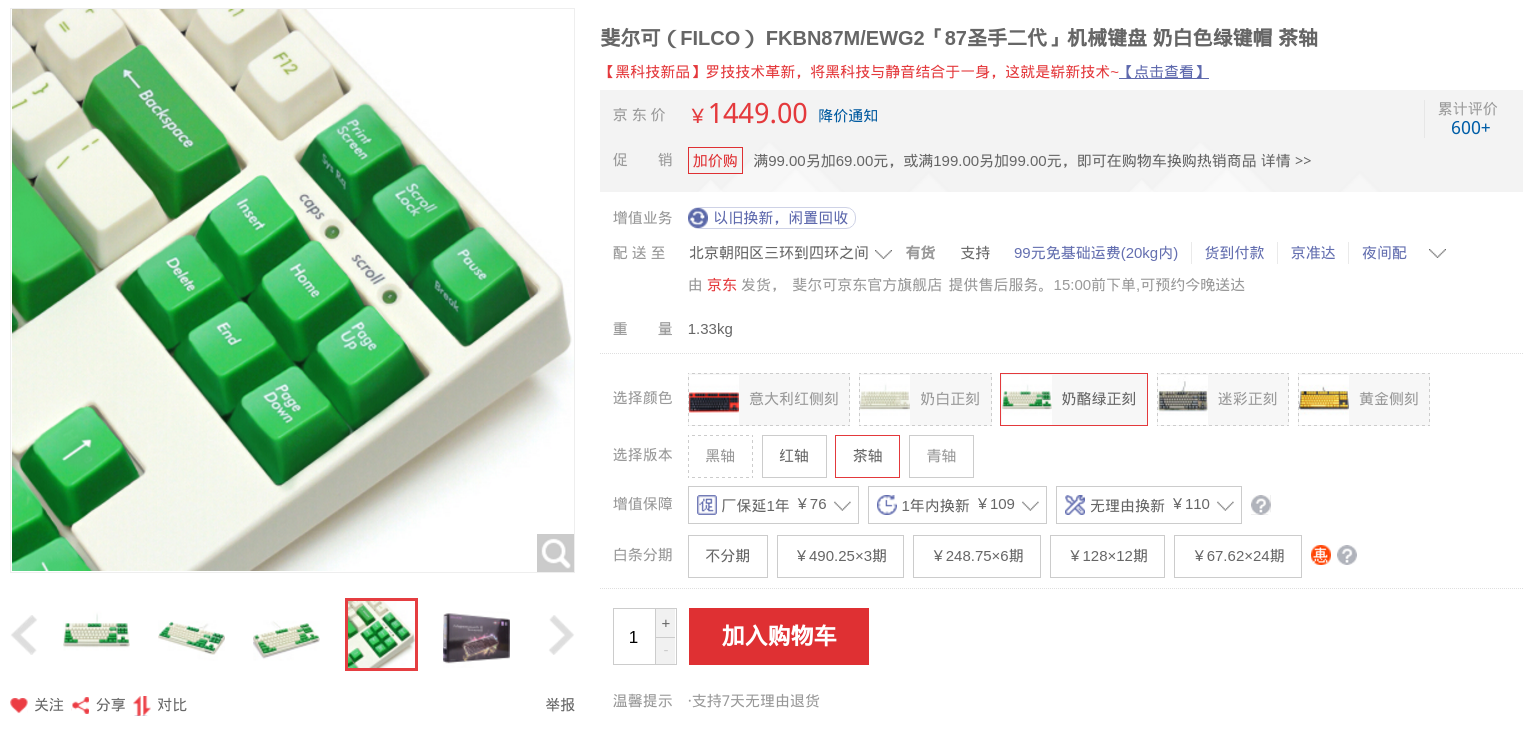 F12
Backspace
Print Screen
Sys Rq
Scroll Lock
Pause
Break
Insert
caps
scroll
Home
Delete
Page Up
End
Page Down
关注
分享
对比
举报
斐尔可（FILCO） FKBN87M/EWG2「87圣手二代」机械键盘 奶白色绿键帽 茶轴
【黑科技新品】罗技技术革新，将黑科技与静音结合于一身，这就是崭新技术~【点击查看】
京东价 ￥1449.00 降价通知
累计评价
600+
促 销 加价购 满99.00另加69.00元，或满199.00另加99.00元，即可在购物车换购热销商品 详情 >>
增值业务 以旧换新，闲置回收
配送至 北京朝阳区三环到四环之间 有货 支持 99元免基础运费(20kg内) 货到付款 京准达 夜间配
由 京东 发货， 斐尔可京东官方旗舰店 提供售后服务。15:00前下单,可预约今晚送达
重 量 1.33kg
选择颜色 意大利红侧刻 奶白正刻 奶酪绿正刻 迷彩正刻 黄金侧刻
选择版本 黑轴 红轴 茶轴 青轴
增值保障 促 厂保延1年 ￥76 1年内换新 ￥109 无理由换新 ￥110 ?
白条分期 不分期 ￥490.25×3期 ￥248.75×6期 ￥128×12期 ￥67.62×24期 惠 ?
1 + - 加入购物车
温馨提示 ·支持7天无理由退货